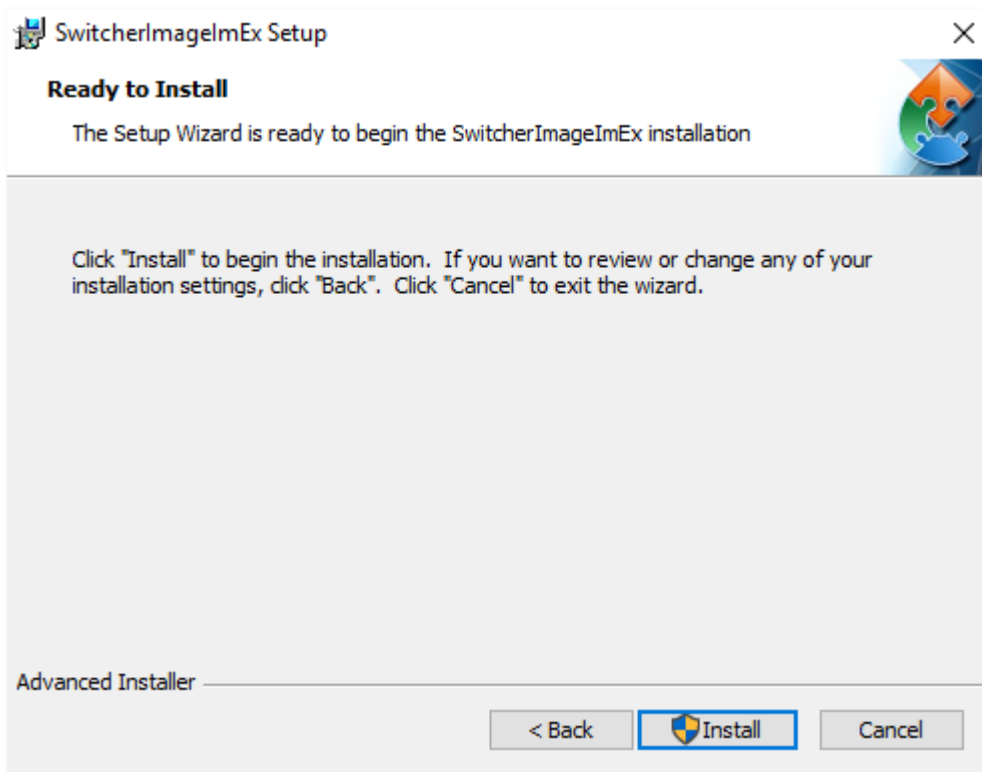 SwitcherImageImEx Setup
Ready to Install
The Setup Wizard is ready to begin the SwitcherImageImEx installation
Click "Install" to begin the installation.  If you want to review or change any of your
installation settings, click "Back".  Click "Cancel" to exit the wizard.
Advanced Installer
< Back
Install
Cancel